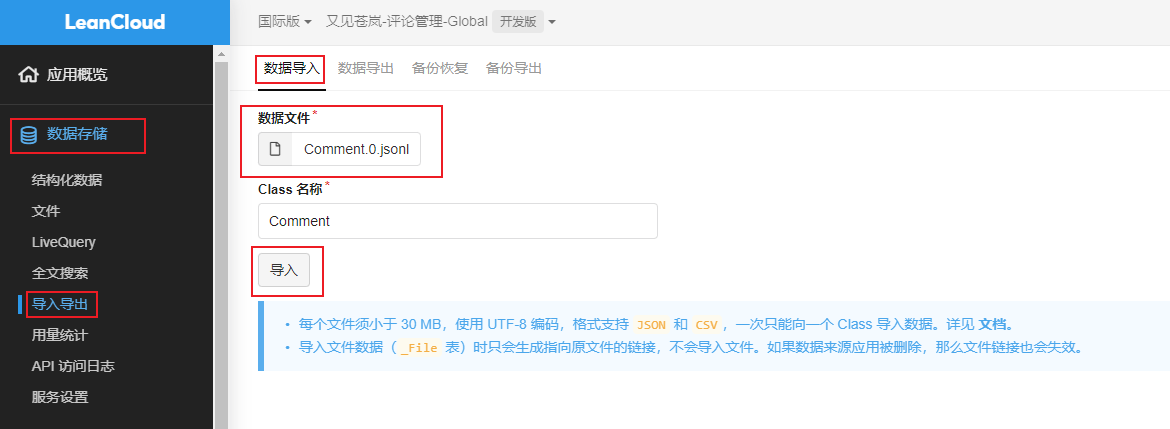 LeanCloud
国际版
又见苍岚-评论管理-Global
开发版
应用概览
数据存储
结构化数据
文件
LiveQuery
全文搜索
导入导出
用量统计
API 访问日志
服务设置
数据导入
数据导出
备份恢复
备份导出
数据文件*
Comment.0.jsonl
Class 名称*
Comment
导入
• 每个文件须小于 30 MB，使用 UTF-8 编码，格式支持 JSON 和 CSV，一次只能向一个 Class 导入数据。详见 文档。
• 导入文件数据（_File 表）时只会生成指向原文件的链接，不会导入文件。如果数据来源应用被删除，那么文件链接也会失效。